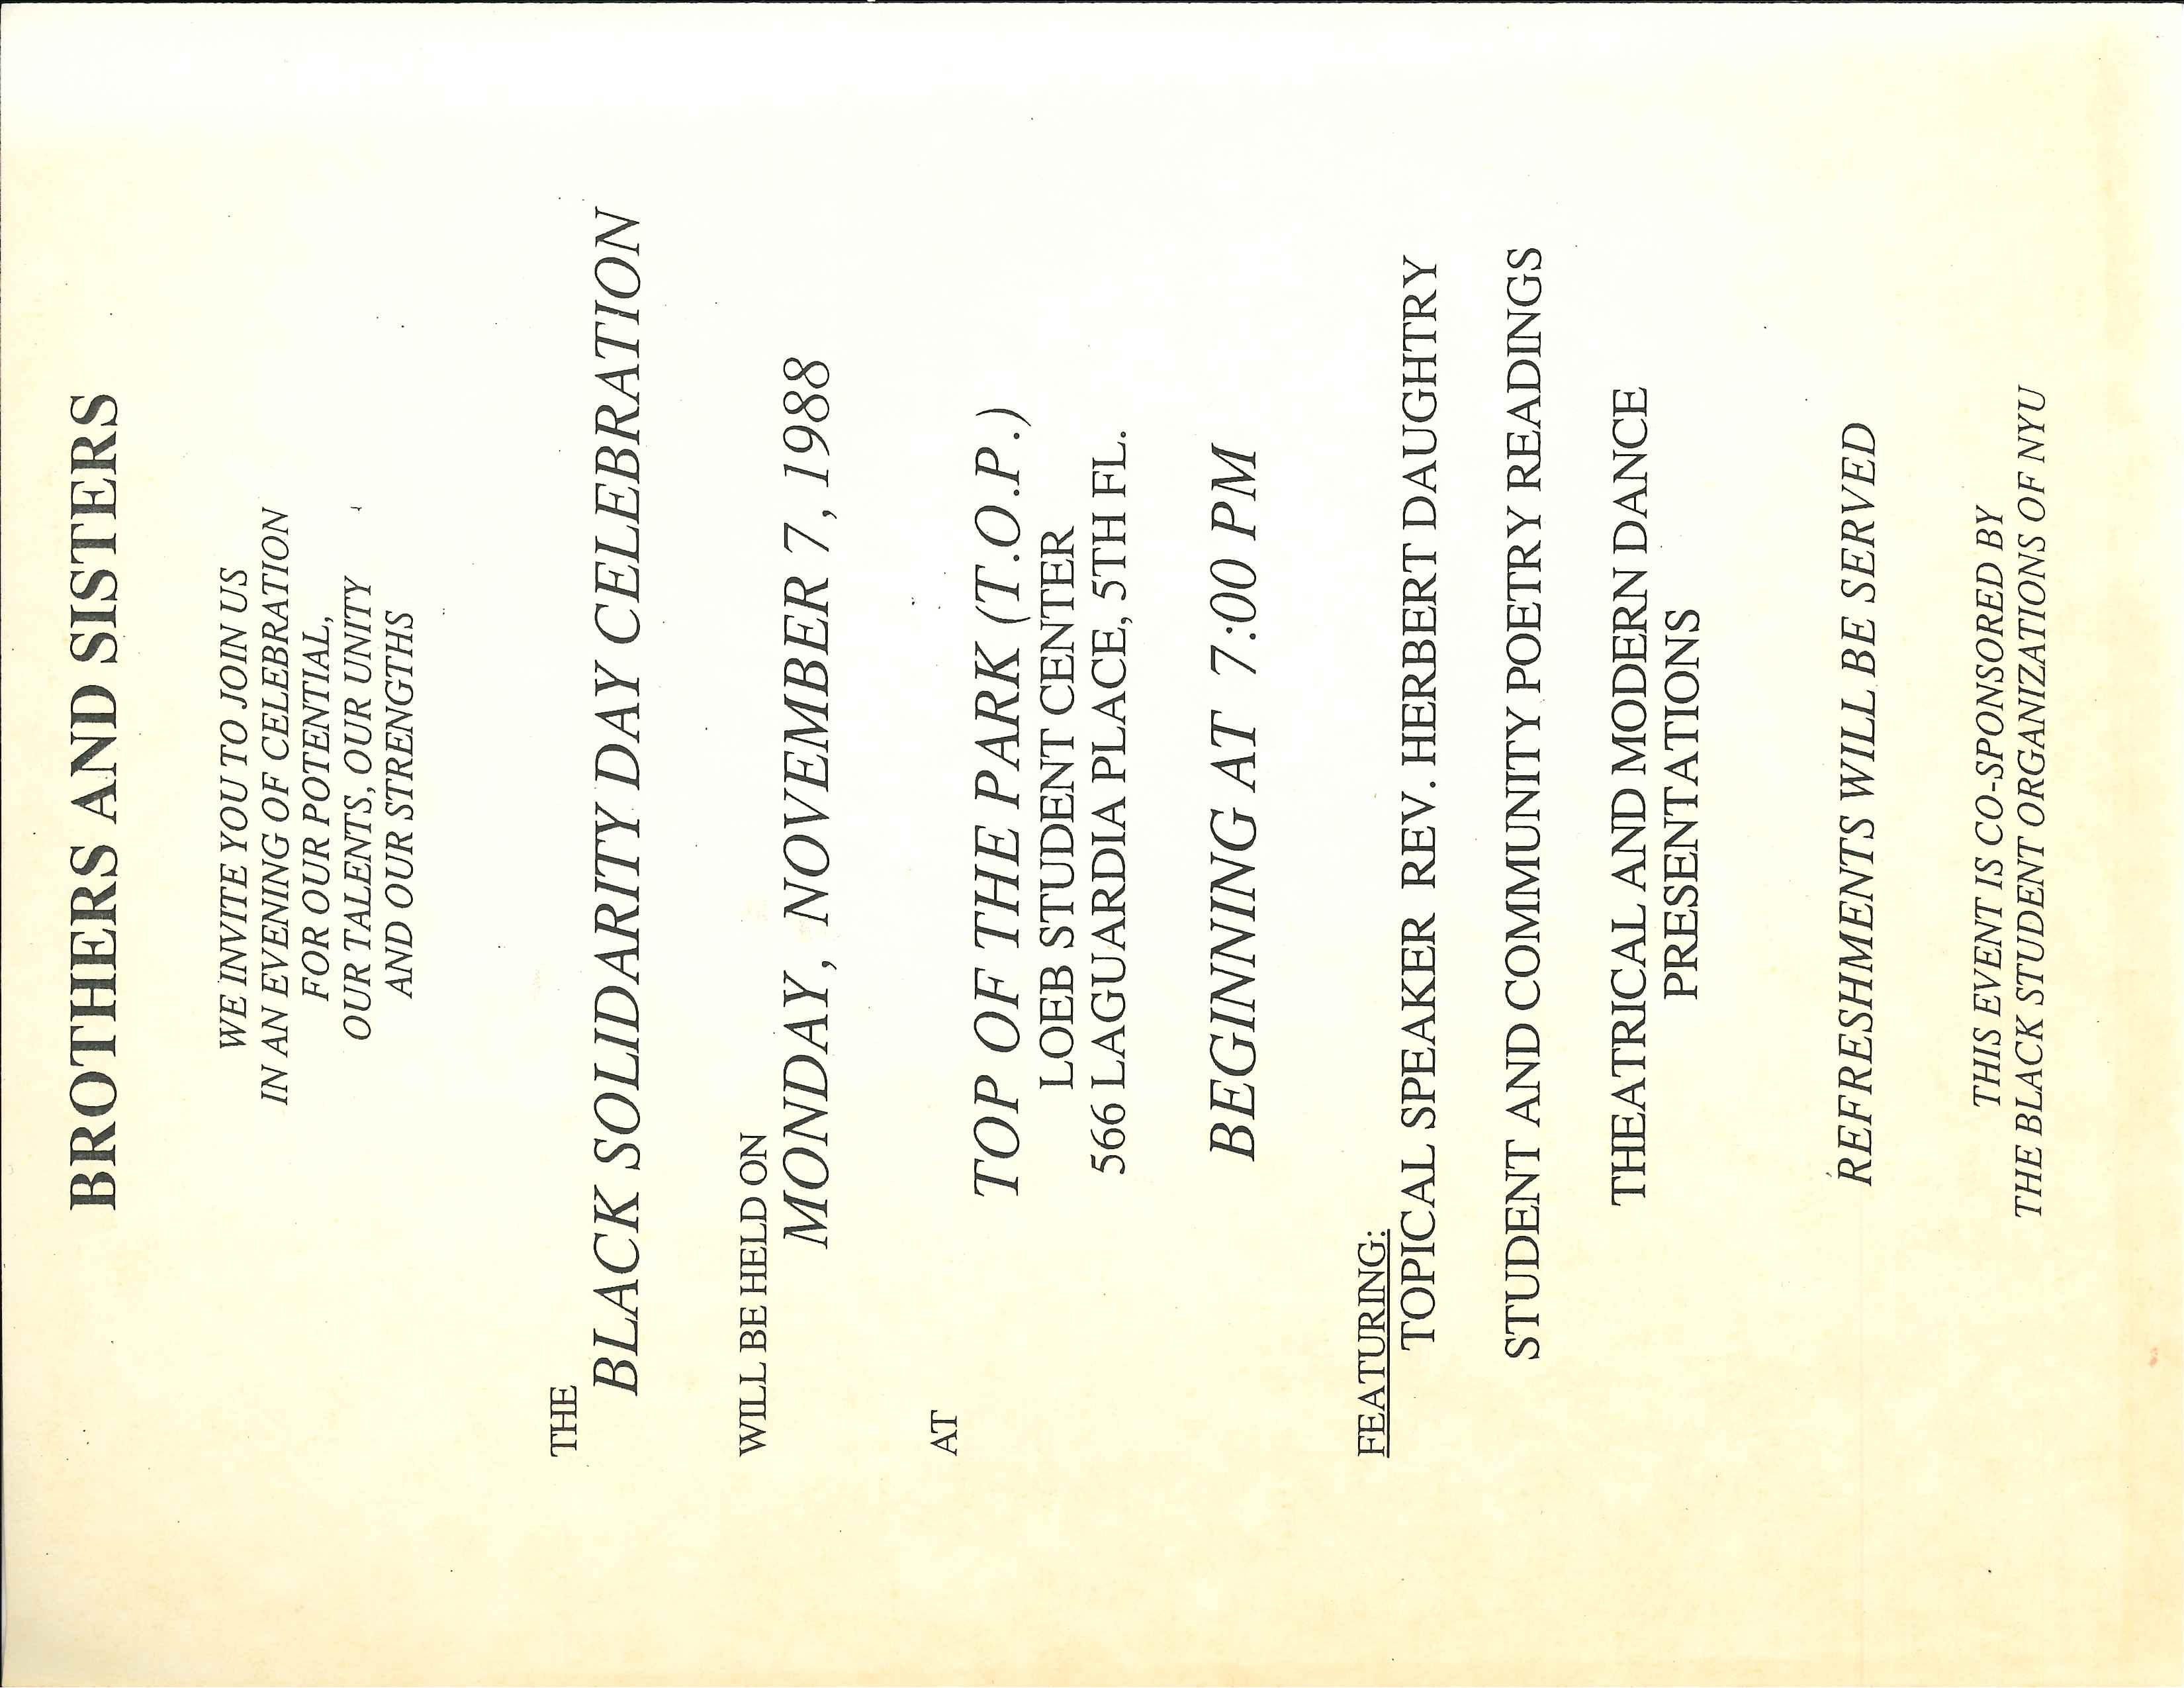 BROTHERS AND SISTERS
WE INVITE YOU TO JOIN US
IN AN EVENING OF CELEBRATION
FOR OUR POTENTIAL,
OUR TALENTS, OUR UNITY
AND OUR STRENGTHS
THE
BLACK SOLIDARITY DAY CELEBRATION
WILL BE HELD ON
MONDAY, NOVEMBER 7, 1988
AT
TOP OF THE PARK (T.O.P.)
LOEB STUDENT CENTER
566 LAGUARDIA PLACE, 5TH FL.
BEGINNING AT 7:00 PM
FEATURING:
TOPICAL SPEAKER REV. HERBERT DAUGHTRY
STUDENT AND COMMUNITY POETRY READINGS
THEATRICAL AND MODERN DANCE
PRESENTATIONS
REFRESHMENTS WILL BE SERVED
THIS EVENT IS CO-SPONSORED BY
THE BLACK STUDENT ORGANIZATIONS OF NYU